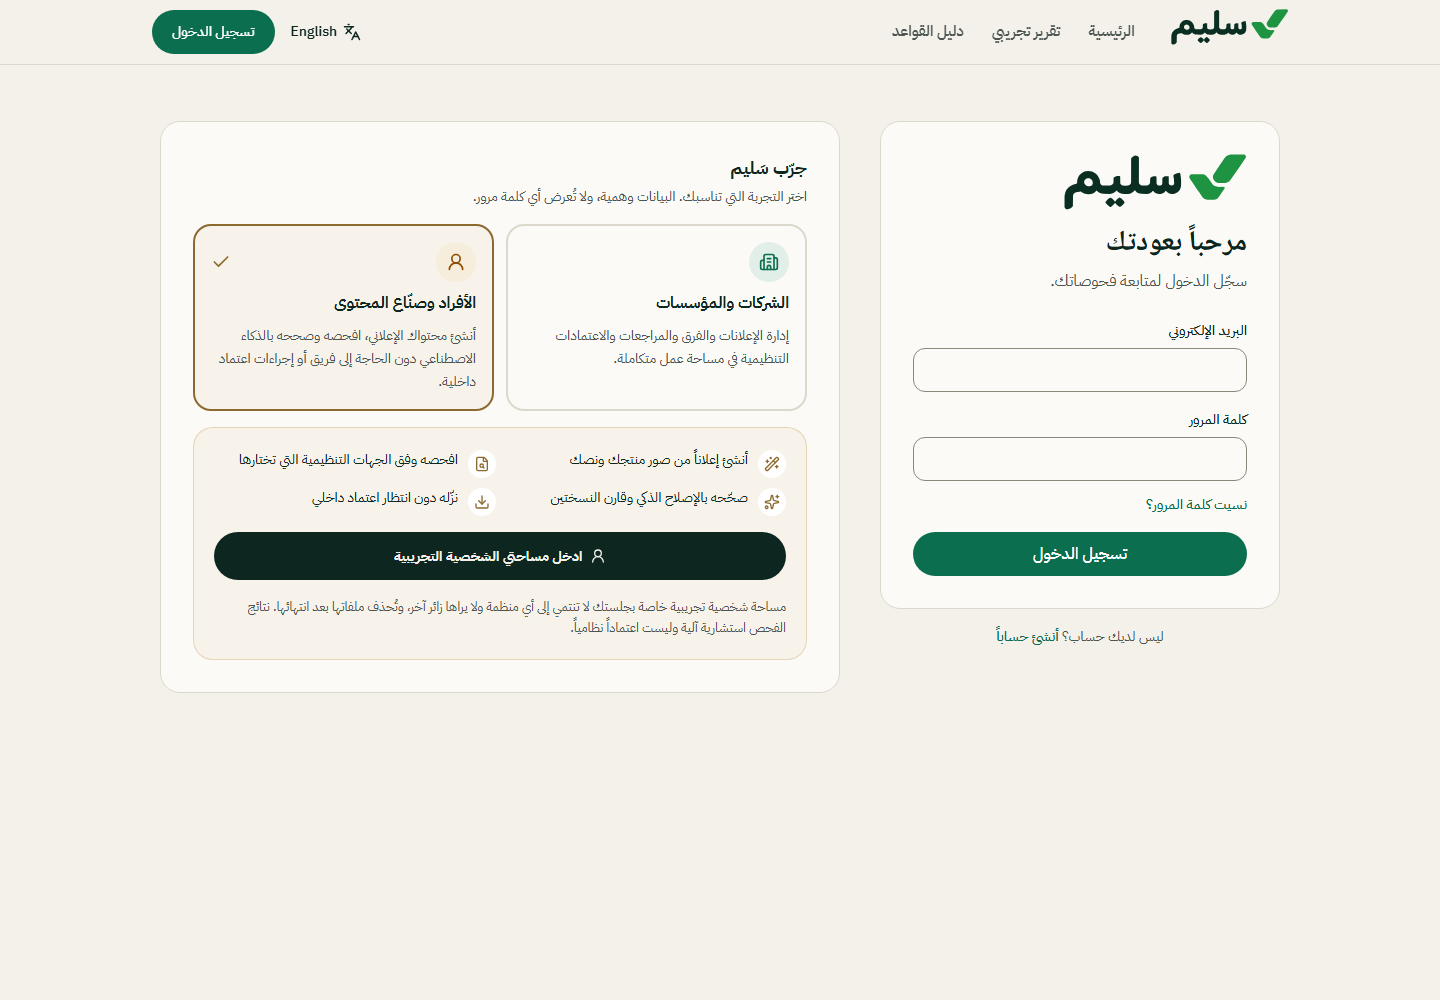 سليم
الرئيسية
تقرير تجريبي
دليل القواعد
English
تسجيل الدخول
سليم
مرحباً بعودتك
سجّل الدخول لمتابعة فحوصاتك.
البريد الإلكتروني
كلمة المرور
نسيت كلمة المرور؟
تسجيل الدخول
ليس لديك حساب؟ أنشئ حساباً
جرّب سَليم
اختر التجربة التي تناسبك. البيانات وهمية، ولا تُعرض أي كلمة مرور.
الشركات والمؤسسات
إدارة الإعلانات والفرق والمراجعات والاعتمادات
التنظيمية في مساحة عمل متكاملة.
الأفراد وصنّاع المحتوى
أنشئ محتواك الإعلاني، افحصه وصححه بالذكاء
الاصطناعي دون الحاجة إلى فريق أو إجراءات اعتماد
داخلية.
أنشئ إعلاناً من صور منتجك ونصك
افحصه وفق الجهات التنظيمية التي تختارها
صحّحه بالإصلاح الذكي وقارن النسختين
نزّله دون انتظار اعتماد داخلي
ادخل مساحتي الشخصية التجريبية
مساحة شخصية تجريبية خاصة بجلستك لا تنتمي إلى أي منظمة ولا يراها زائر آخر، وتُحذف ملفاتها بعد انتهائها. نتائج
الفحص استشارية آلية وليست اعتماداً نظامياً.